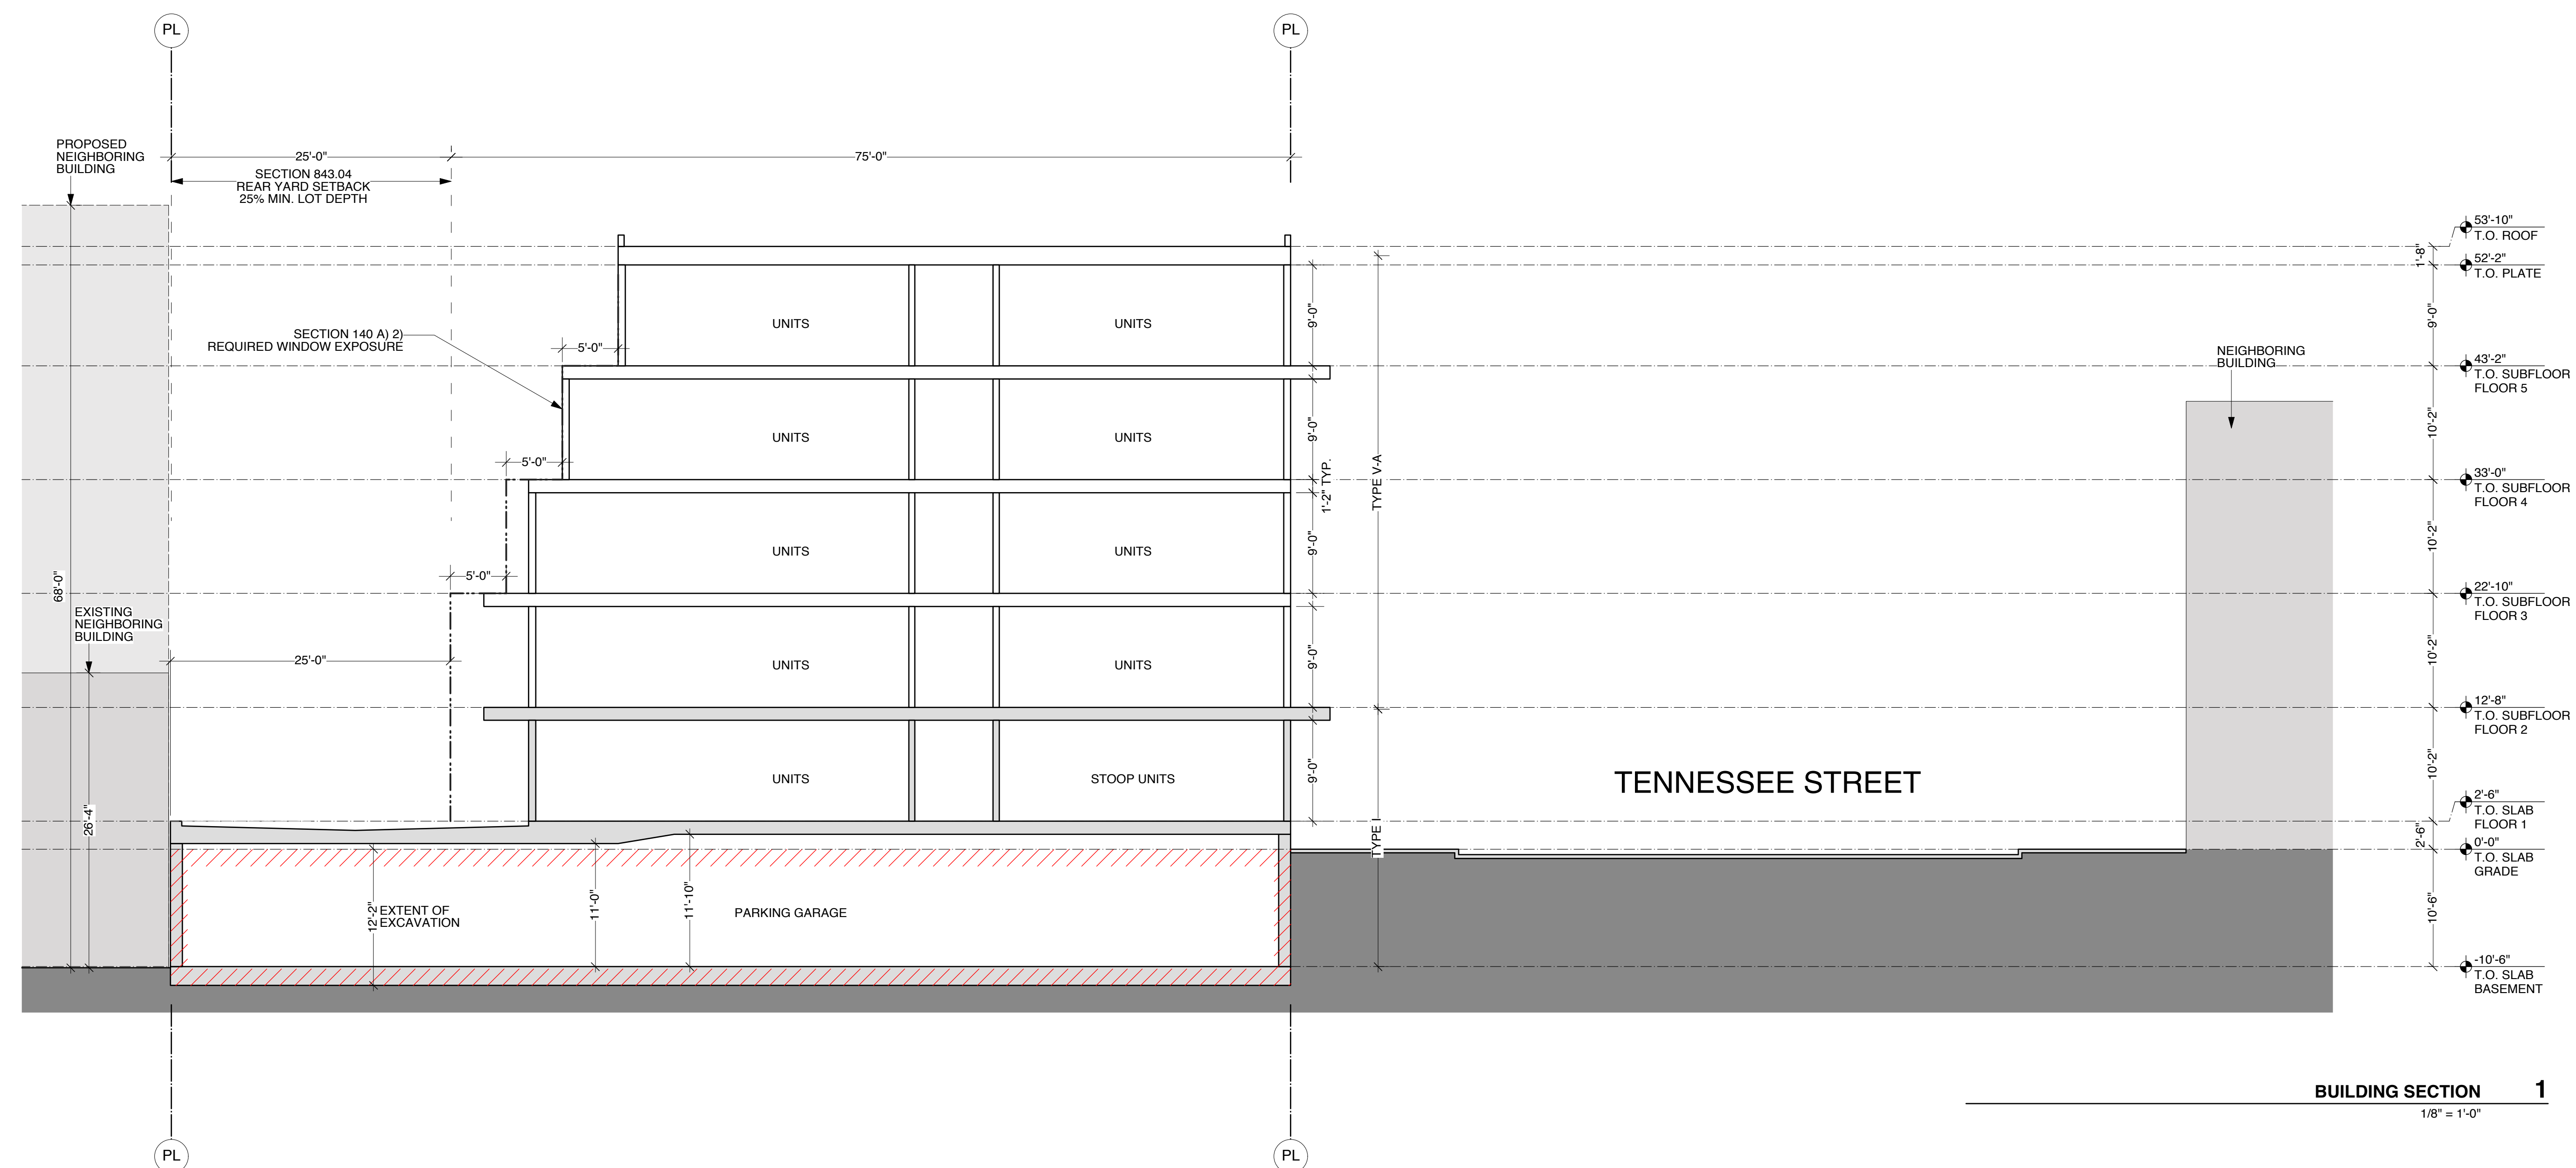 PL
PL
PROPOSED
NEIGHBORING
BUILDING
25'-0"
75'-0"
SECTION 843.04
REAR YARD SETBACK
25% MIN. LOT DEPTH
53'-10"
T.O. ROOF
1'-8"
52'-2"
T.O. PLATE
UNITS
UNITS
9'-0"
9'-0"
SECTION 140 A) 2)
REQUIRED WINDOW EXPOSURE
5'-0"
NEIGHBORING
BUILDING
43'-2"
T.O. SUBFLOOR
FLOOR 5
UNITS
UNITS
9'-0"
10'-2"
5'-0"
1'-2" TYP.
TYPE V-A
33'-0"
T.O. SUBFLOOR
FLOOR 4
UNITS
UNITS
9'-0"
10'-2"
5'-0"
68'-0"
22'-10"
T.O. SUBFLOOR
FLOOR 3
EXISTING
NEIGHBORING
BUILDING
25'-0"
UNITS
UNITS
9'-0"
10'-2"
12'-8"
T.O. SUBFLOOR
FLOOR 2
UNITS
STOOP UNITS
9'-0"
TENNESSEE STREET
10'-2"
26'-4"
2'-6"
T.O. SLAB
FLOOR 1
TYPE I
2'-6"
0'-0"
T.O. SLAB
GRADE
12'-2"
EXTENT OF
EXCAVATION
11'-0"
11'-10"
PARKING GARAGE
10'-6"
-10'-6"
T.O. SLAB
BASEMENT
BUILDING SECTION 1
1/8" = 1'-0"
PL
PL